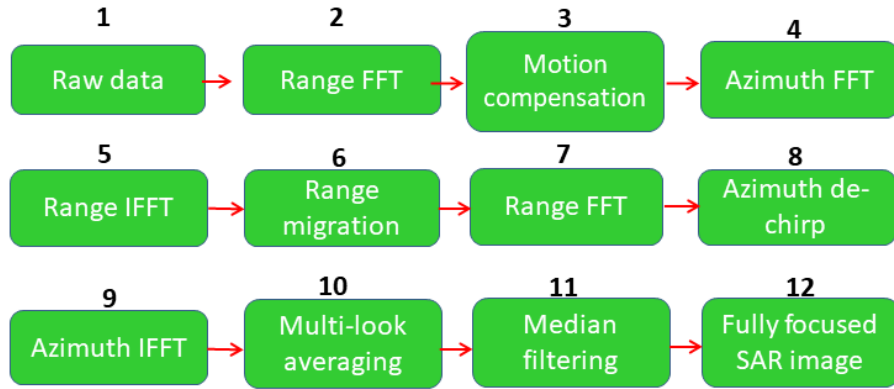 1
2
3
4
Raw data
Range FFT
Motion
compensation
Azimuth FFT
5
6
7
8
Range IFFT
Range
migration
Range FFT
Azimuth de-
chirp
9
10
11
12
Azimuth IFFT
Multi-look
averaging
Median
filtering
Fully focused
SAR image